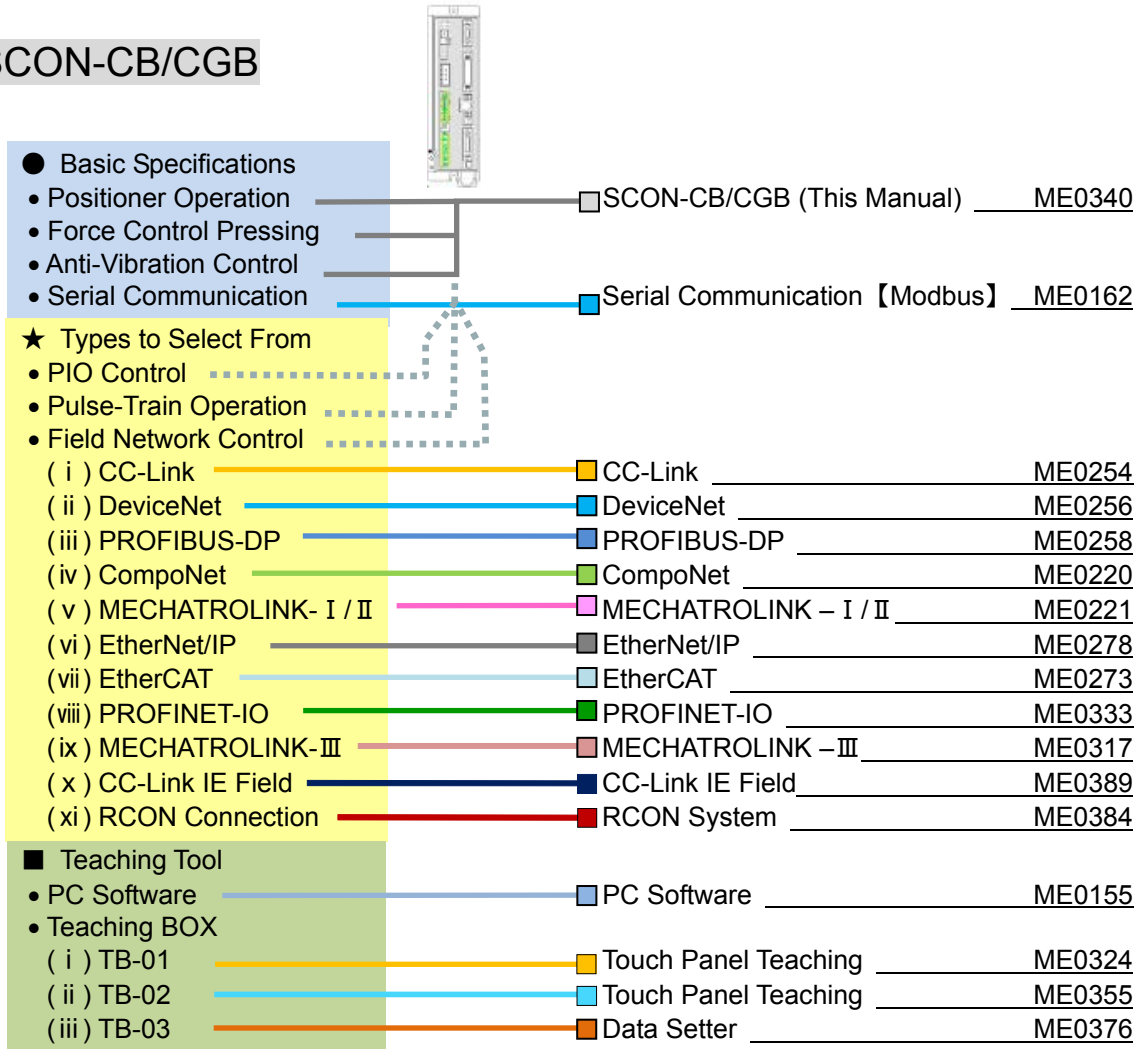 SCON-CB/CGB
● Basic Specifications
• Positioner Operation SCON-CB/CGB (This Manual) ME0340
• Force Control Pressing
• Anti-Vibration Control
• Serial Communication Serial Communication【Modbus】 ME0162
★ Types to Select From
• PIO Control
• Pulse-Train Operation
• Field Network Control
(ⅰ) CC-Link CC-Link ME0254
(ⅱ) DeviceNet DeviceNet ME0256
(ⅲ) PROFIBUS-DP PROFIBUS-DP ME0258
(ⅳ) CompoNet CompoNet ME0220
(ⅴ) MECHATROLINK-Ⅰ/Ⅱ MECHATROLINK –Ⅰ/Ⅱ ME0221
(ⅵ) EtherNet/IP EtherNet/IP ME0278
(ⅶ) EtherCAT EtherCAT ME0273
(ⅷ) PROFINET-IO PROFINET-IO ME0333
(ⅸ) MECHATROLINK-Ⅲ MECHATROLINK –Ⅲ ME0317
(ⅹ) CC-Link IE Field CC-Link IE Field ME0389
(ⅹⅰ) RCON Connection RCON System ME0384
■ Teaching Tool
• PC Software PC Software ME0155
• Teaching BOX
(ⅰ) TB-01 Touch Panel Teaching ME0324
(ⅱ) TB-02 Touch Panel Teaching ME0355
(ⅲ) TB-03 Data Setter ME0376